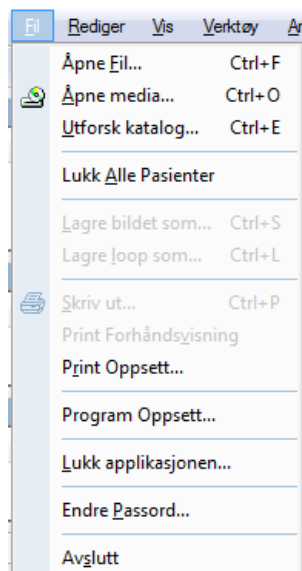 Fil Rediger Vis Verktøy
Åpne Fil... Ctrl+F
Åpne media... Ctrl+O
Utforsk katalog... Ctrl+E
Lukk Alle Pasienter
Lagre bildet som... Ctrl+S
Lagre loop som... Ctrl+L
Skriv ut... Ctrl+P
Print Forhåndsvisning
Print Oppsett...
Program Oppsett...
Lukk applikasjonen...
Endre Passord...
Avslutt